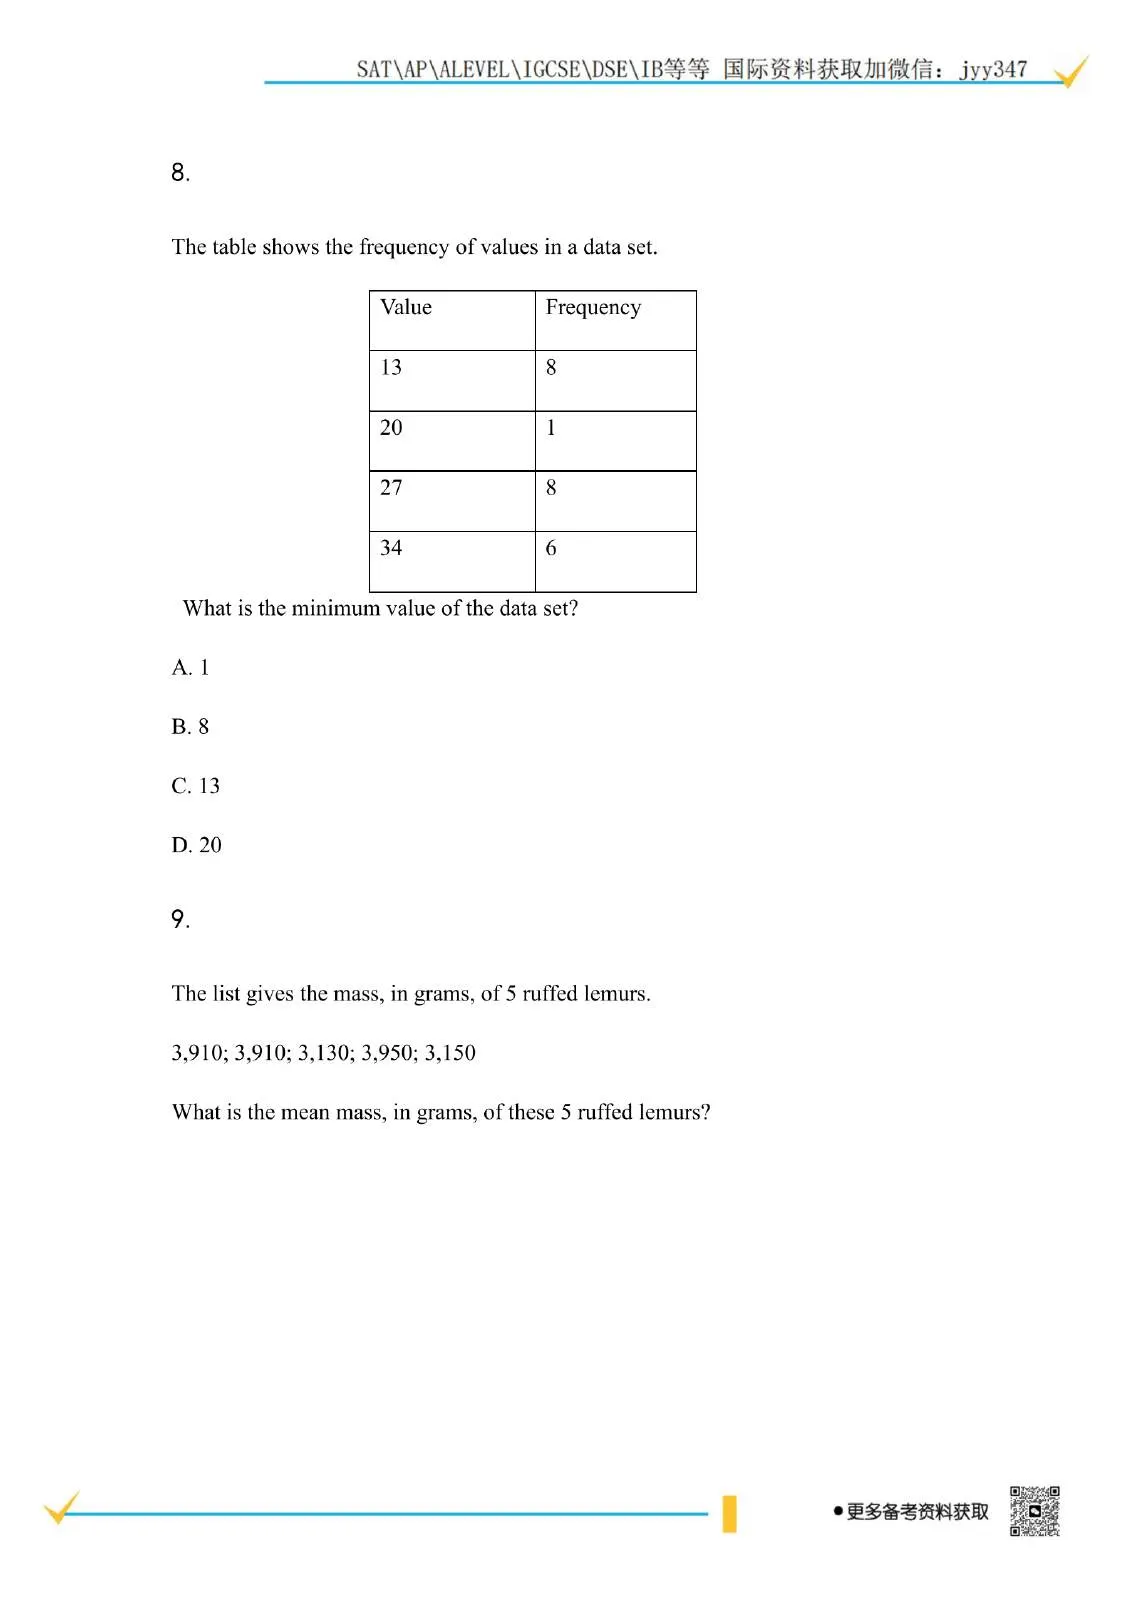 SAT\AP\ALEVEL\IGCSE\DSE\IB等等 国际资料获取加微信：jyy347
8.
The table shows the frequency of values in a data set.
Value Frequency
13 8
20 1
27 8
34 6
What is the minimum value of the data set?
A. 1
B. 8
C. 13
D. 20
9.
The list gives the mass, in grams, of 5 ruffed lemurs.
3,910; 3,910; 3,130; 3,950; 3,150
What is the mean mass, in grams, of these 5 ruffed lemurs?
●更多备考资料获取